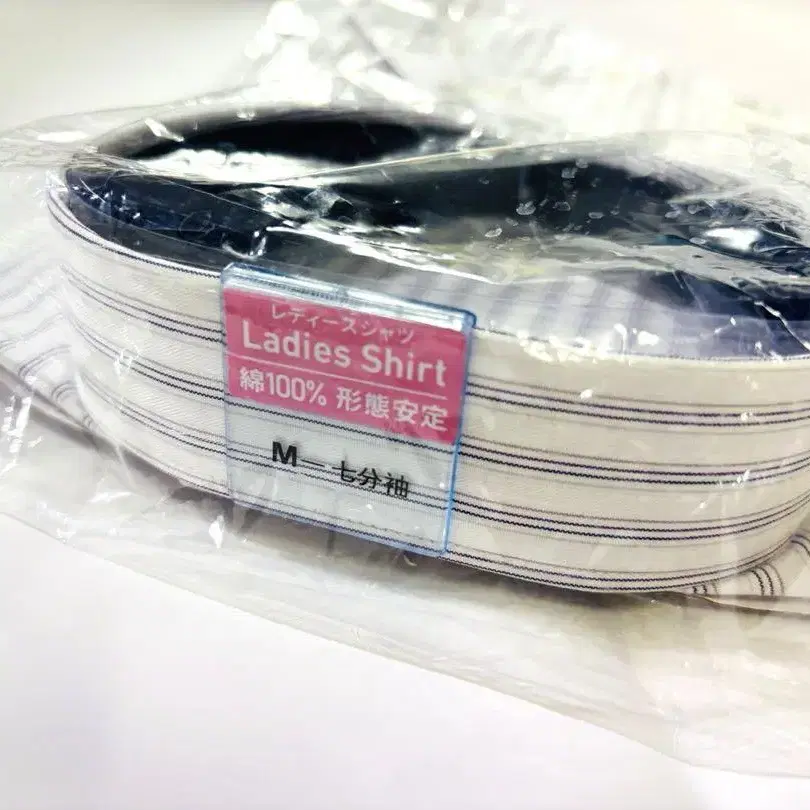 レディースシャツ
Ladies Shirt
綿100% 形態安定
M— 七分袖